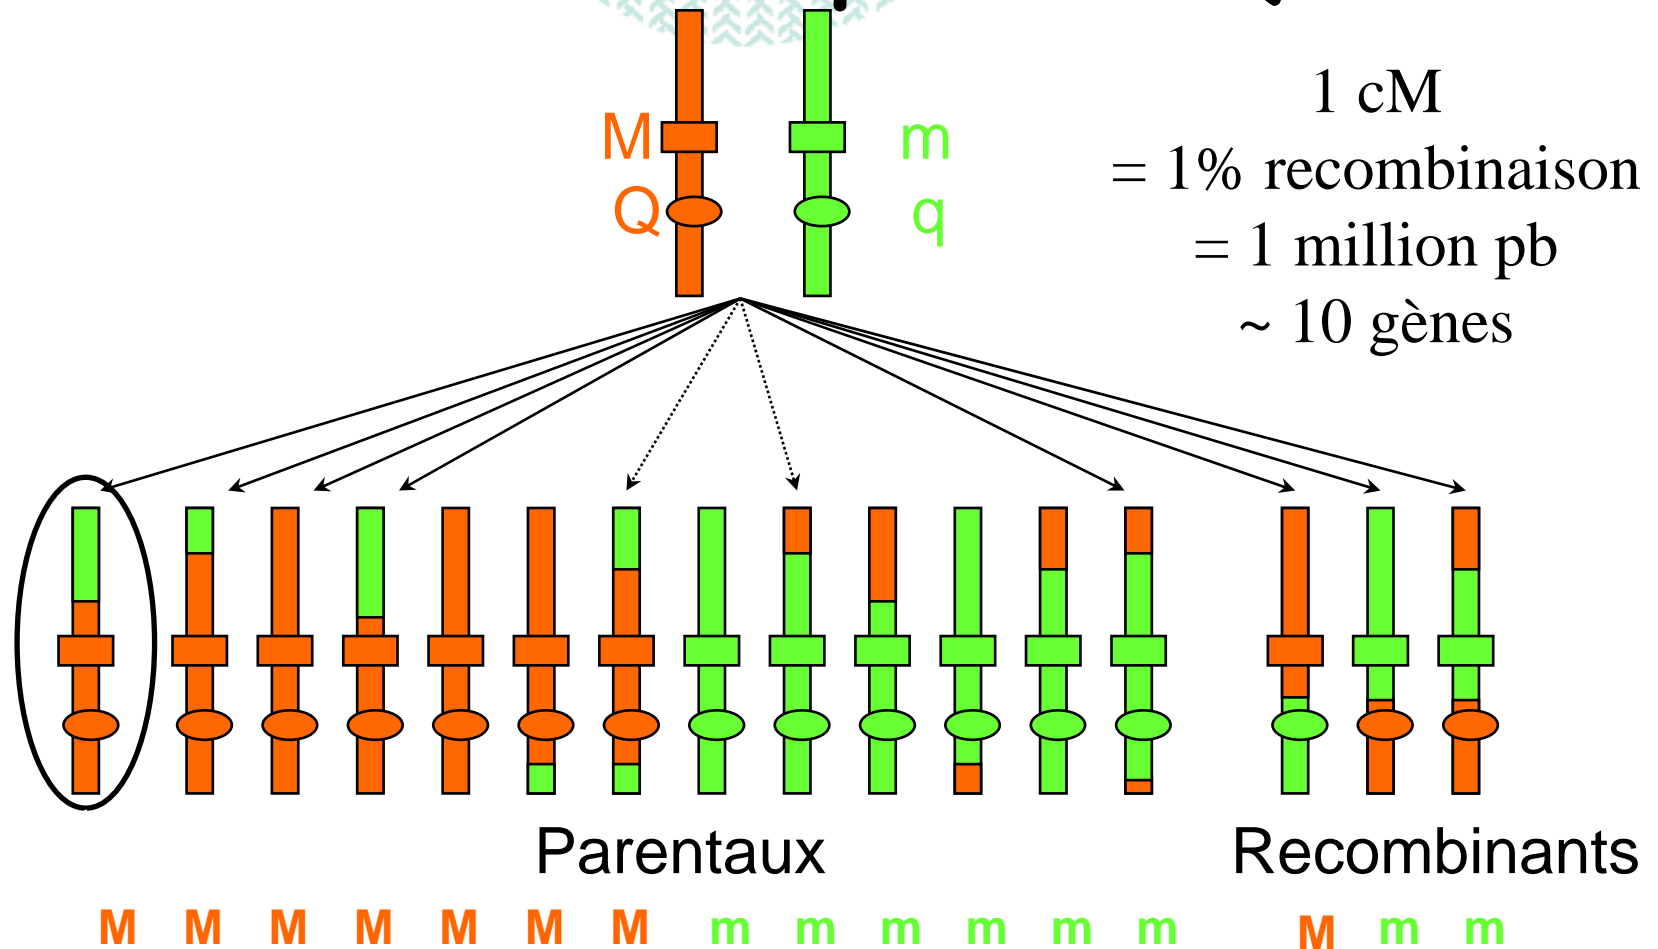 M m
Q q
1 cM
= 1% recombinaison
= 1 million pb
~ 10 gènes
Parentaux Recombinants
M M M M M M M m m m m m m M m m